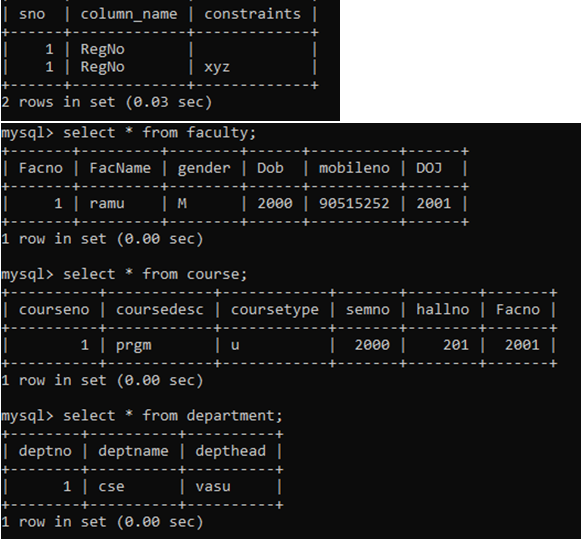 | sno | column_name | constraints |
+------+-------------+-------------+
| 1 | RegNo | |
| 1 | RegNo | xyz |
+------+-------------+-------------+
2 rows in set (0.03 sec)
mysql> select * from faculty;
+-------+---------+--------+------+----------+------+
| Facno | FacName | gender | Dob | mobileno | DOJ |
+-------+---------+--------+------+----------+------+
| 1 | ramu | M | 2000 | 90515252 | 2001 |
+-------+---------+--------+------+----------+------+
1 row in set (0.00 sec)
mysql> select * from course;
+----------+------------+------------+-------+--------+-------+
| courseno | coursedesc | coursetype | semno | hallno | Facno |
+----------+------------+------------+-------+--------+-------+
| 1 | prgm | u | 2000 | 201 | 2001 |
+----------+------------+------------+-------+--------+-------+
1 row in set (0.00 sec)
mysql> select * from department;
+--------+----------+----------+
| deptno | deptname | depthead |
+--------+----------+----------+
| 1 | cse | vasu |
+--------+----------+----------+
1 row in set (0.00 sec)